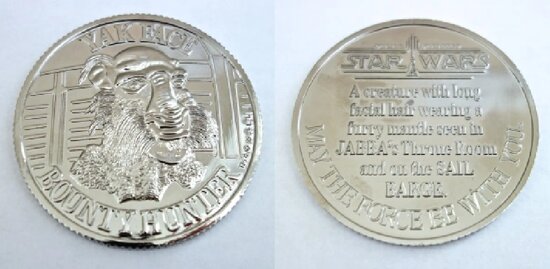 YAK FACE
BOUNTY HUNTER
STAR WARS
A creature with long
facial hair wearing a
furry mantle seen in
JABBA's Throne Room
and on the SAIL
BARGE.
MAY THE FORCE BE WITH YOU.